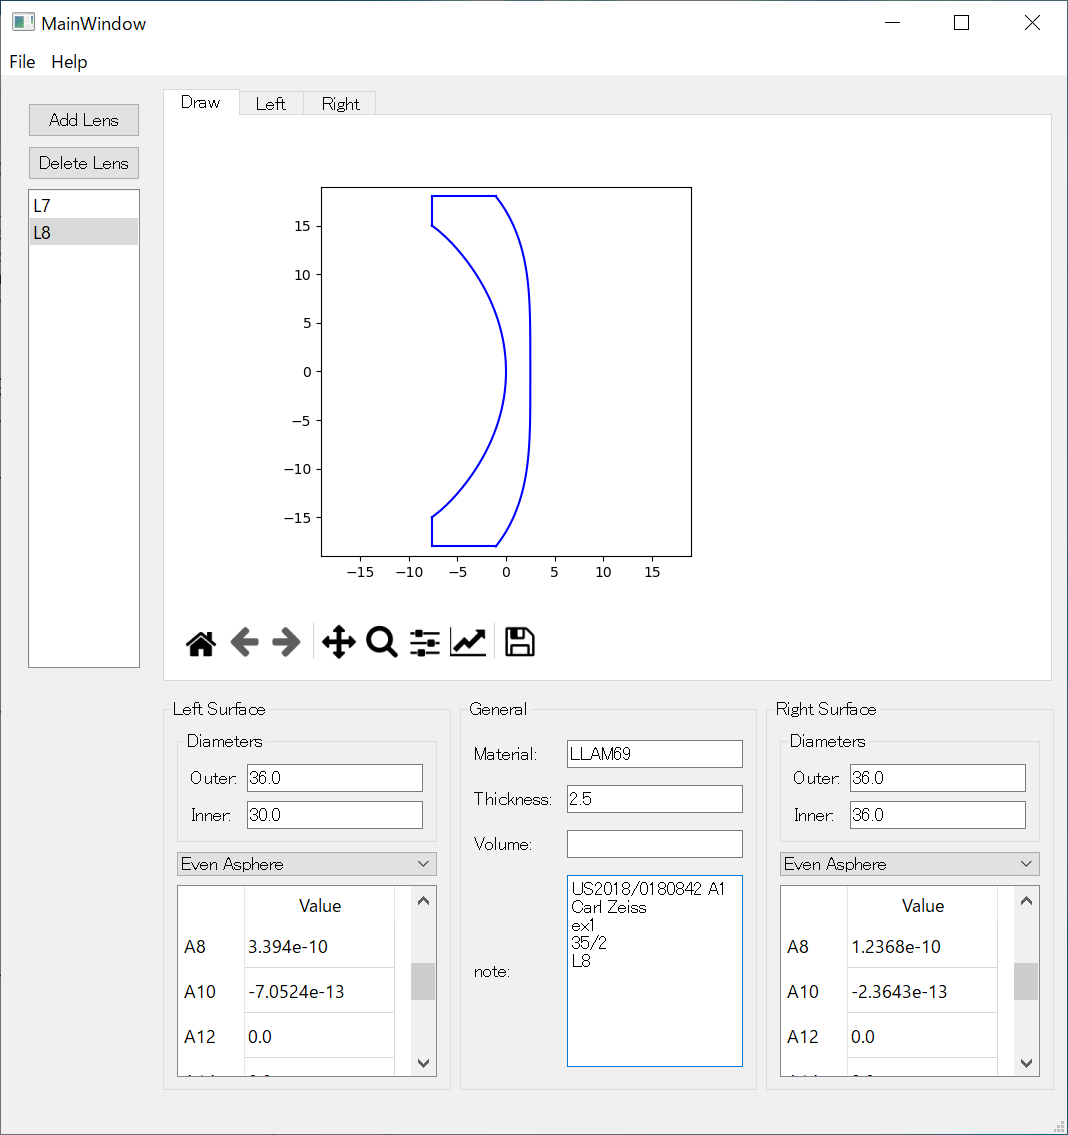 MainWindow
File Help
Add Lens
Delete Lens
L7
L8
Draw Left Right
15
10
5
0
−5
−10
−15
−15 −10 −5 0 5 10 15
Left Surface
Diameters
Outer: 36.0
Inner: 30.0
Even Asphere
Value
A8 3.394e-10
A10 -7.0524e-13
A12 0.0
General
Material: LLAM69
Thickness: 2.5
Volume:
note:
US2018/0180842 A1
Carl Zeiss
ex1
35/2
L8
Right Surface
Diameters
Outer: 36.0
Inner: 36.0
Even Asphere
Value
A8 1.2368e-10
A10 -2.3643e-13
A12 0.0